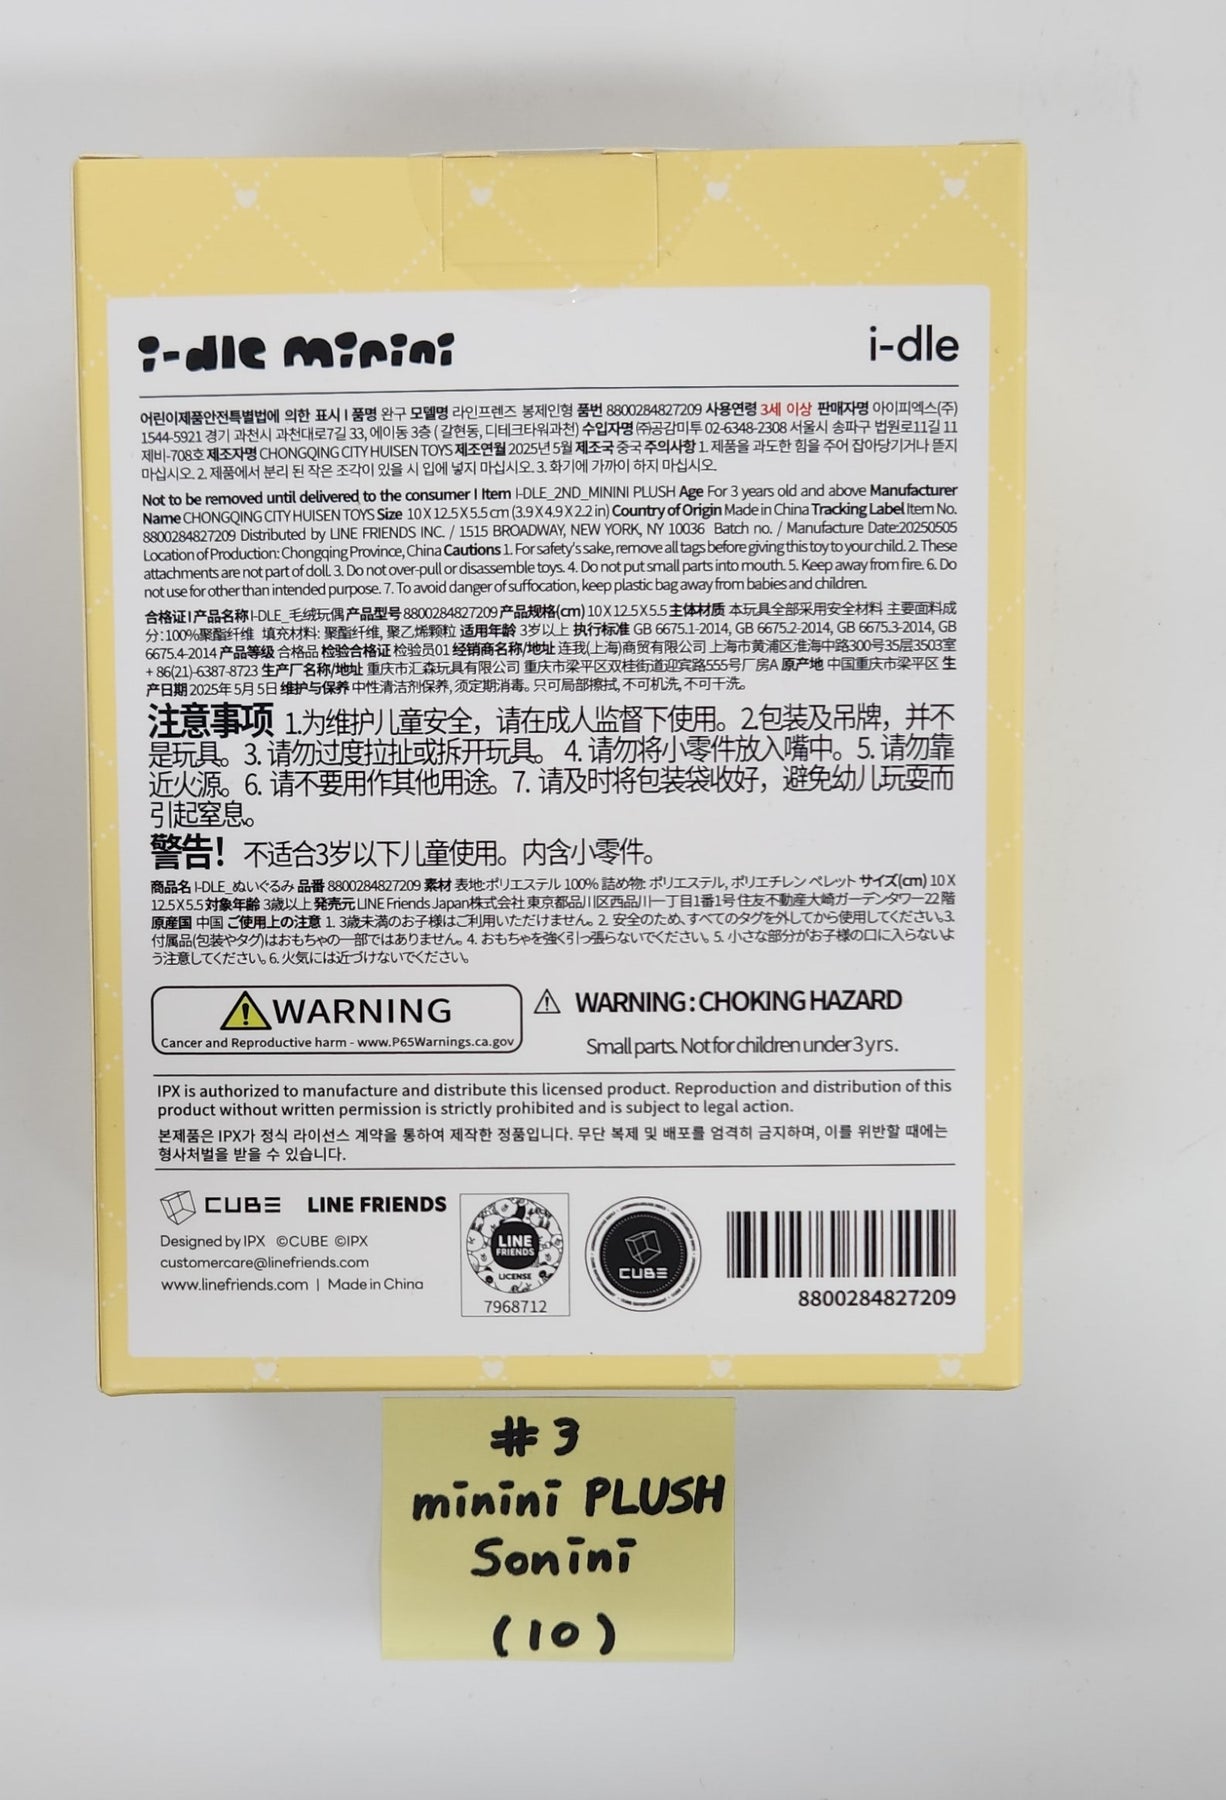 i-dle minini
i-dle
어린이제품안전특별법에 의한 표시 I 품명 완구 모델명 라인프렌즈 봉제인형 품번 8800284827209 사용연령 3세 이상 판매자명 아이피엑스(주)
1544-5921 경기 과천시 과천대로7길 33, 에이동 3층 ( 갈현동, 디테크타워과천) 수입자명 ㈜공감미투 02-6348-2308 서울시 송파구 법원로11길 11
제비-708호 제조자명 CHONGQING CITY HUISEN TOYS 제조연월 2025년 5월 제조국 중국 주의사항 1. 제품을 과도한 힘을 주어 잡아당기거나 뜯지
마십시오. 2. 제품에서 분리 된 작은 조각이 있을 시 입에 넣지 마십시오. 3. 화기에 가까이 하지 마십시오.
Not to be removed until delivered to the consumer I Item I-DLE_2ND_MININI PLUSH Age For 3 years old and above Manufacturer
Name CHONGQING CITY HUISEN TOYS Size 10 X 12.5 X 5.5 cm (3.9 X 4.9 X 2.2 in) Country of Origin Made in China Tracking Label Item No.
8800284827209 Distributed by LINE FRIENDS INC. / 1515 BROADWAY, NEW YORK, NY 10036 Batch no. / Manufacture Date:20250505
Location of Production: Chongqing Province, China Cautions 1. For safety's sake, remove all tags before giving this toy to your child. 2. These
attachments are not part of doll. 3. Do not over-pull or disassemble toys. 4. Do not put small parts into mouth. 5. Keep away from fire. 6. Do
not use for other than intended purpose. 7. To avoid danger of suffocation, keep plastic bag away from babies and children.
合格证 I 产品名称 I-DLE_毛绒玩偶 产品型号 8800284827209 产品规格(cm) 10 X 12.5 X 5.5 主体材质 本玩具全部采用安全材料 主要面料成
分：100%聚酯纤维 填充材料: 聚酯纤维, 聚乙烯颗粒 适用年龄 3岁以上 执行标准 GB 6675.1-2014, GB 6675.2-2014, GB 6675.3-2014, GB
6675.4-2014 产品等级 合格品 检验合格证 检验员01 经销商名称/地址 连我(上海)商贸有限公司 上海市黄浦区淮海中路300号35层3503室
+ 86(21)-6387-8723 生产厂名称/地址 重庆市汇森玩具有限公司 重庆市梁平区双桂街道迎宾路555号厂房A 原产地 中国重庆市梁平区 生
产日期 2025年 5月 5日 维护与保养 中性清洁剂保养, 须定期消毒。只可局部擦拭, 不可机洗, 不可干洗。
注意事项 1.为维护儿童安全，请在成人监督下使用。2.包装及吊牌，并不
是玩具。3. 请勿过度拉扯或拆开玩具。 4. 请勿将小零件放入嘴中。5. 请勿靠
近火源。6. 请不要用作其他用途。7. 请及时将包装袋收好，避免幼儿玩耍而
引起窒息。
警告！ 不适合3岁以下儿童使用。内含小零件。
商品名 I-DLE_ぬいぐるみ 品番 8800284827209 素材 表地:ポリエステル 100% 詰め物: ポリエステル, ポリエチレン ペレット サイズ(cm) 10 X
12.5 X 5.5 対象年齢 3歳以上 発売元 LINE Friends Japan株式会社 東京都品川区西品川一丁目1番1号 住友不動産大崎ガーデンタワー22階
原産国 中国 ご使用上の注意 1. 3歳未満のお子様はご利用いただけません。2. 安全のため、すべてのタグを外してから使用してください。3.
付属品(包装やタグ)はおもちゃの一部ではありません。4. おもちゃを強く引っ張らないでください。5. 小さな部分がお子様の口に入らないよ
う注意してください。6. 火気には近づけないでください。
WARNING
Cancer and Reproductive harm - www.P65Warnings.ca.gov
WARNING : CHOKING HAZARD
Small parts. Not for children under 3 yrs.
IPX is authorized to manufacture and distribute this licensed product. Reproduction and distribution of this
product without written permission is strictly prohibited and is subject to legal action.
본제품은 IPX가 정식 라이선스 계약을 통하여 제작한 정품입니다. 무단 복제 및 배포를 엄격히 금지하며, 이를 위반할 때에는
형사처벌을 받을 수 있습니다.
CUBE LINE FRIENDS
Designed by IPX ©CUBE ©IPX
customercare@linefriends.com
www.linefriends.com | Made in China
LINE
FRIENDS
LICENSE
7968712
CUBE
8800284827209
#3
minini PLUSH
Sonini
(10)